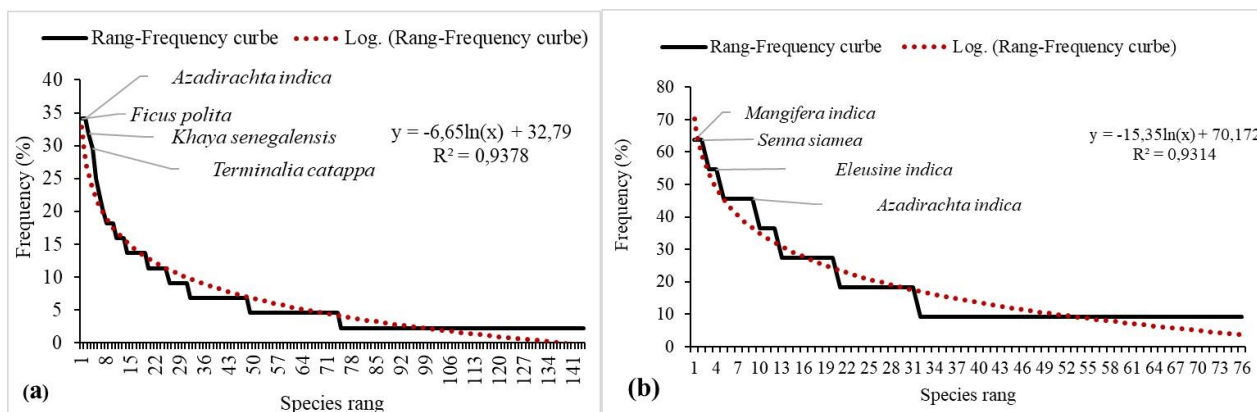 Rang-Frequency curbe Log. (Rang-Frequency curbe)
40
35
30
25
20
15
10
5
0
Frequency (%)
Azadirachta indica
Ficus polita
Khaya senegalensis
Terminalia catappa
y = -6,65ln(x) + 32,79
R² = 0,9378
1 8 15 22 29 36 43 50 57 64 71 78 85 92 99 106 113 120 127 134 141
Species rang
(a)
Rang-Frequency curbe Log. (Rang-Frequency curbe)
80
70
60
50
40
30
20
10
0
Frequency (%)
Mangifera indica
Senna siamea
Eleusine indica
Azadirachta indica
y = -15,35ln(x) + 70,172
R² = 0,9314
1 4 7 10 13 16 19 22 25 28 31 34 37 40 43 46 49 52 55 58 61 64 67 70 73 76
Species rang
(b)